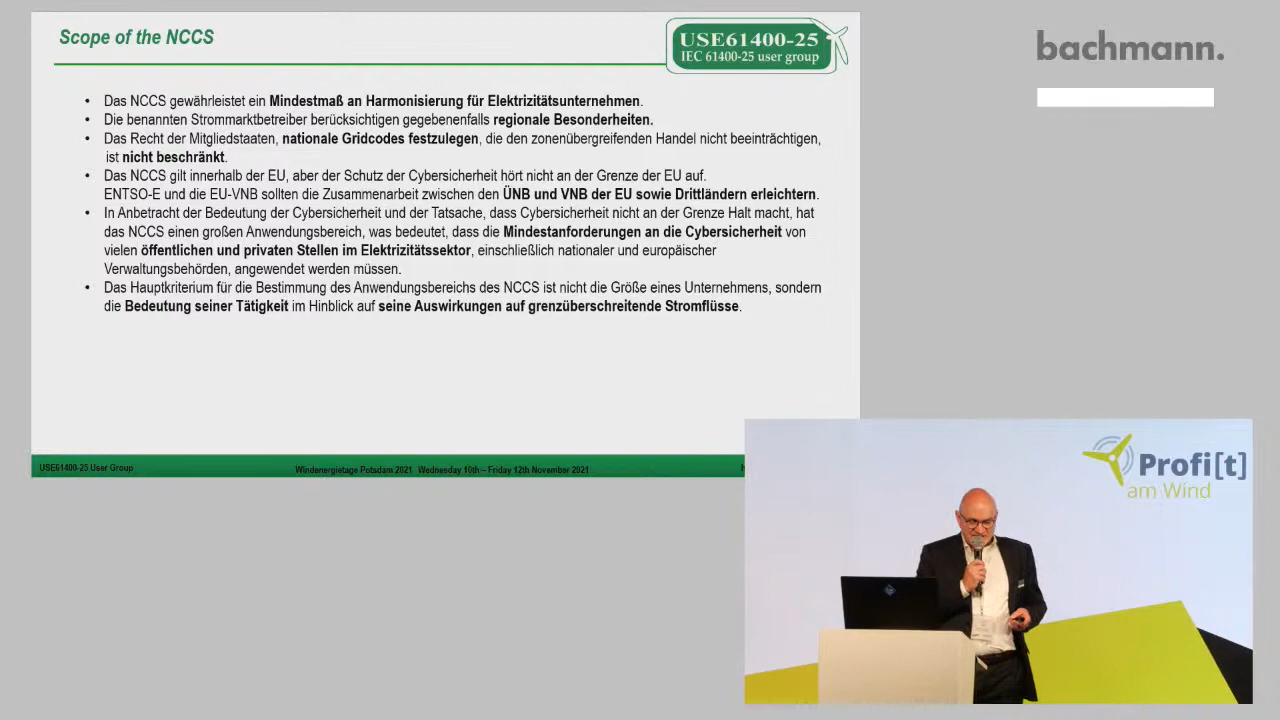 Scope of the NCCS
USE61400-25
IEC 61400-25 user group
bachmann.
• Das NCCS gewährleistet ein Mindestmaß an Harmonisierung für Elektrizitätsunternehmen.
• Die benannten Strommarktbetreiber berücksichtigen gegebenenfalls regionale Besonderheiten.
• Das Recht der Mitgliedstaaten, nationale Gridcodes festzulegen, die den zonenübergreifenden Handel nicht beeinträchtigen,
ist nicht beschränkt.
• Das NCCS gilt innerhalb der EU, aber der Schutz der Cybersicherheit hört nicht an der Grenze der EU auf.
ENTSO-E und die EU-VNB sollten die Zusammenarbeit zwischen den ÜNB und VNB der EU sowie Drittländern erleichtern.
• In Anbetracht der Bedeutung der Cybersicherheit und der Tatsache, dass Cybersicherheit nicht an der Grenze Halt macht, hat
das NCCS einen großen Anwendungsbereich, was bedeutet, dass die Mindestanforderungen an die Cybersicherheit von
vielen öffentlichen und privaten Stellen im Elektrizitätssektor, einschließlich nationaler und europäischer
Verwaltungsbehörden, angewendet werden müssen.
• Das Hauptkriterium für die Bestimmung des Anwendungsbereichs des NCCS ist nicht die Größe eines Unternehmens, sondern
die Bedeutung seiner Tätigkeit im Hinblick auf seine Auswirkungen auf grenzüberschreitende Stromflüsse.
USE61400-25 User Group
Windenergietage Potsdam 2021 Wednesday 10th – Friday 12th November 2021
Profi[t]
am Wind